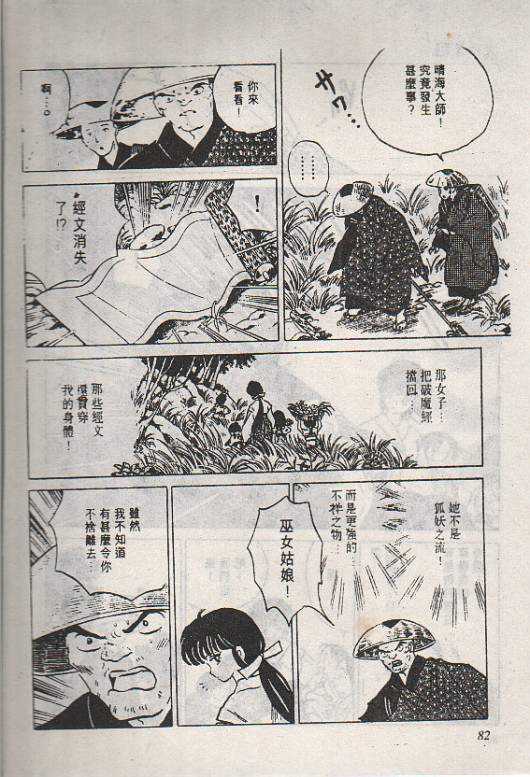 晴海大師！
究竟發生
甚麼事？
サワ…
……
……
你來
看看！
啊…。
！
經文消失
了!?
那女子…
把破魔經
擋回…
那些經文
還貫穿
我的身體！
她不是
狐妖之流！
而是更強的…
不祥之物…
巫女姑娘！
雖然
我不知道
有甚麼令你
不捨離去…
82